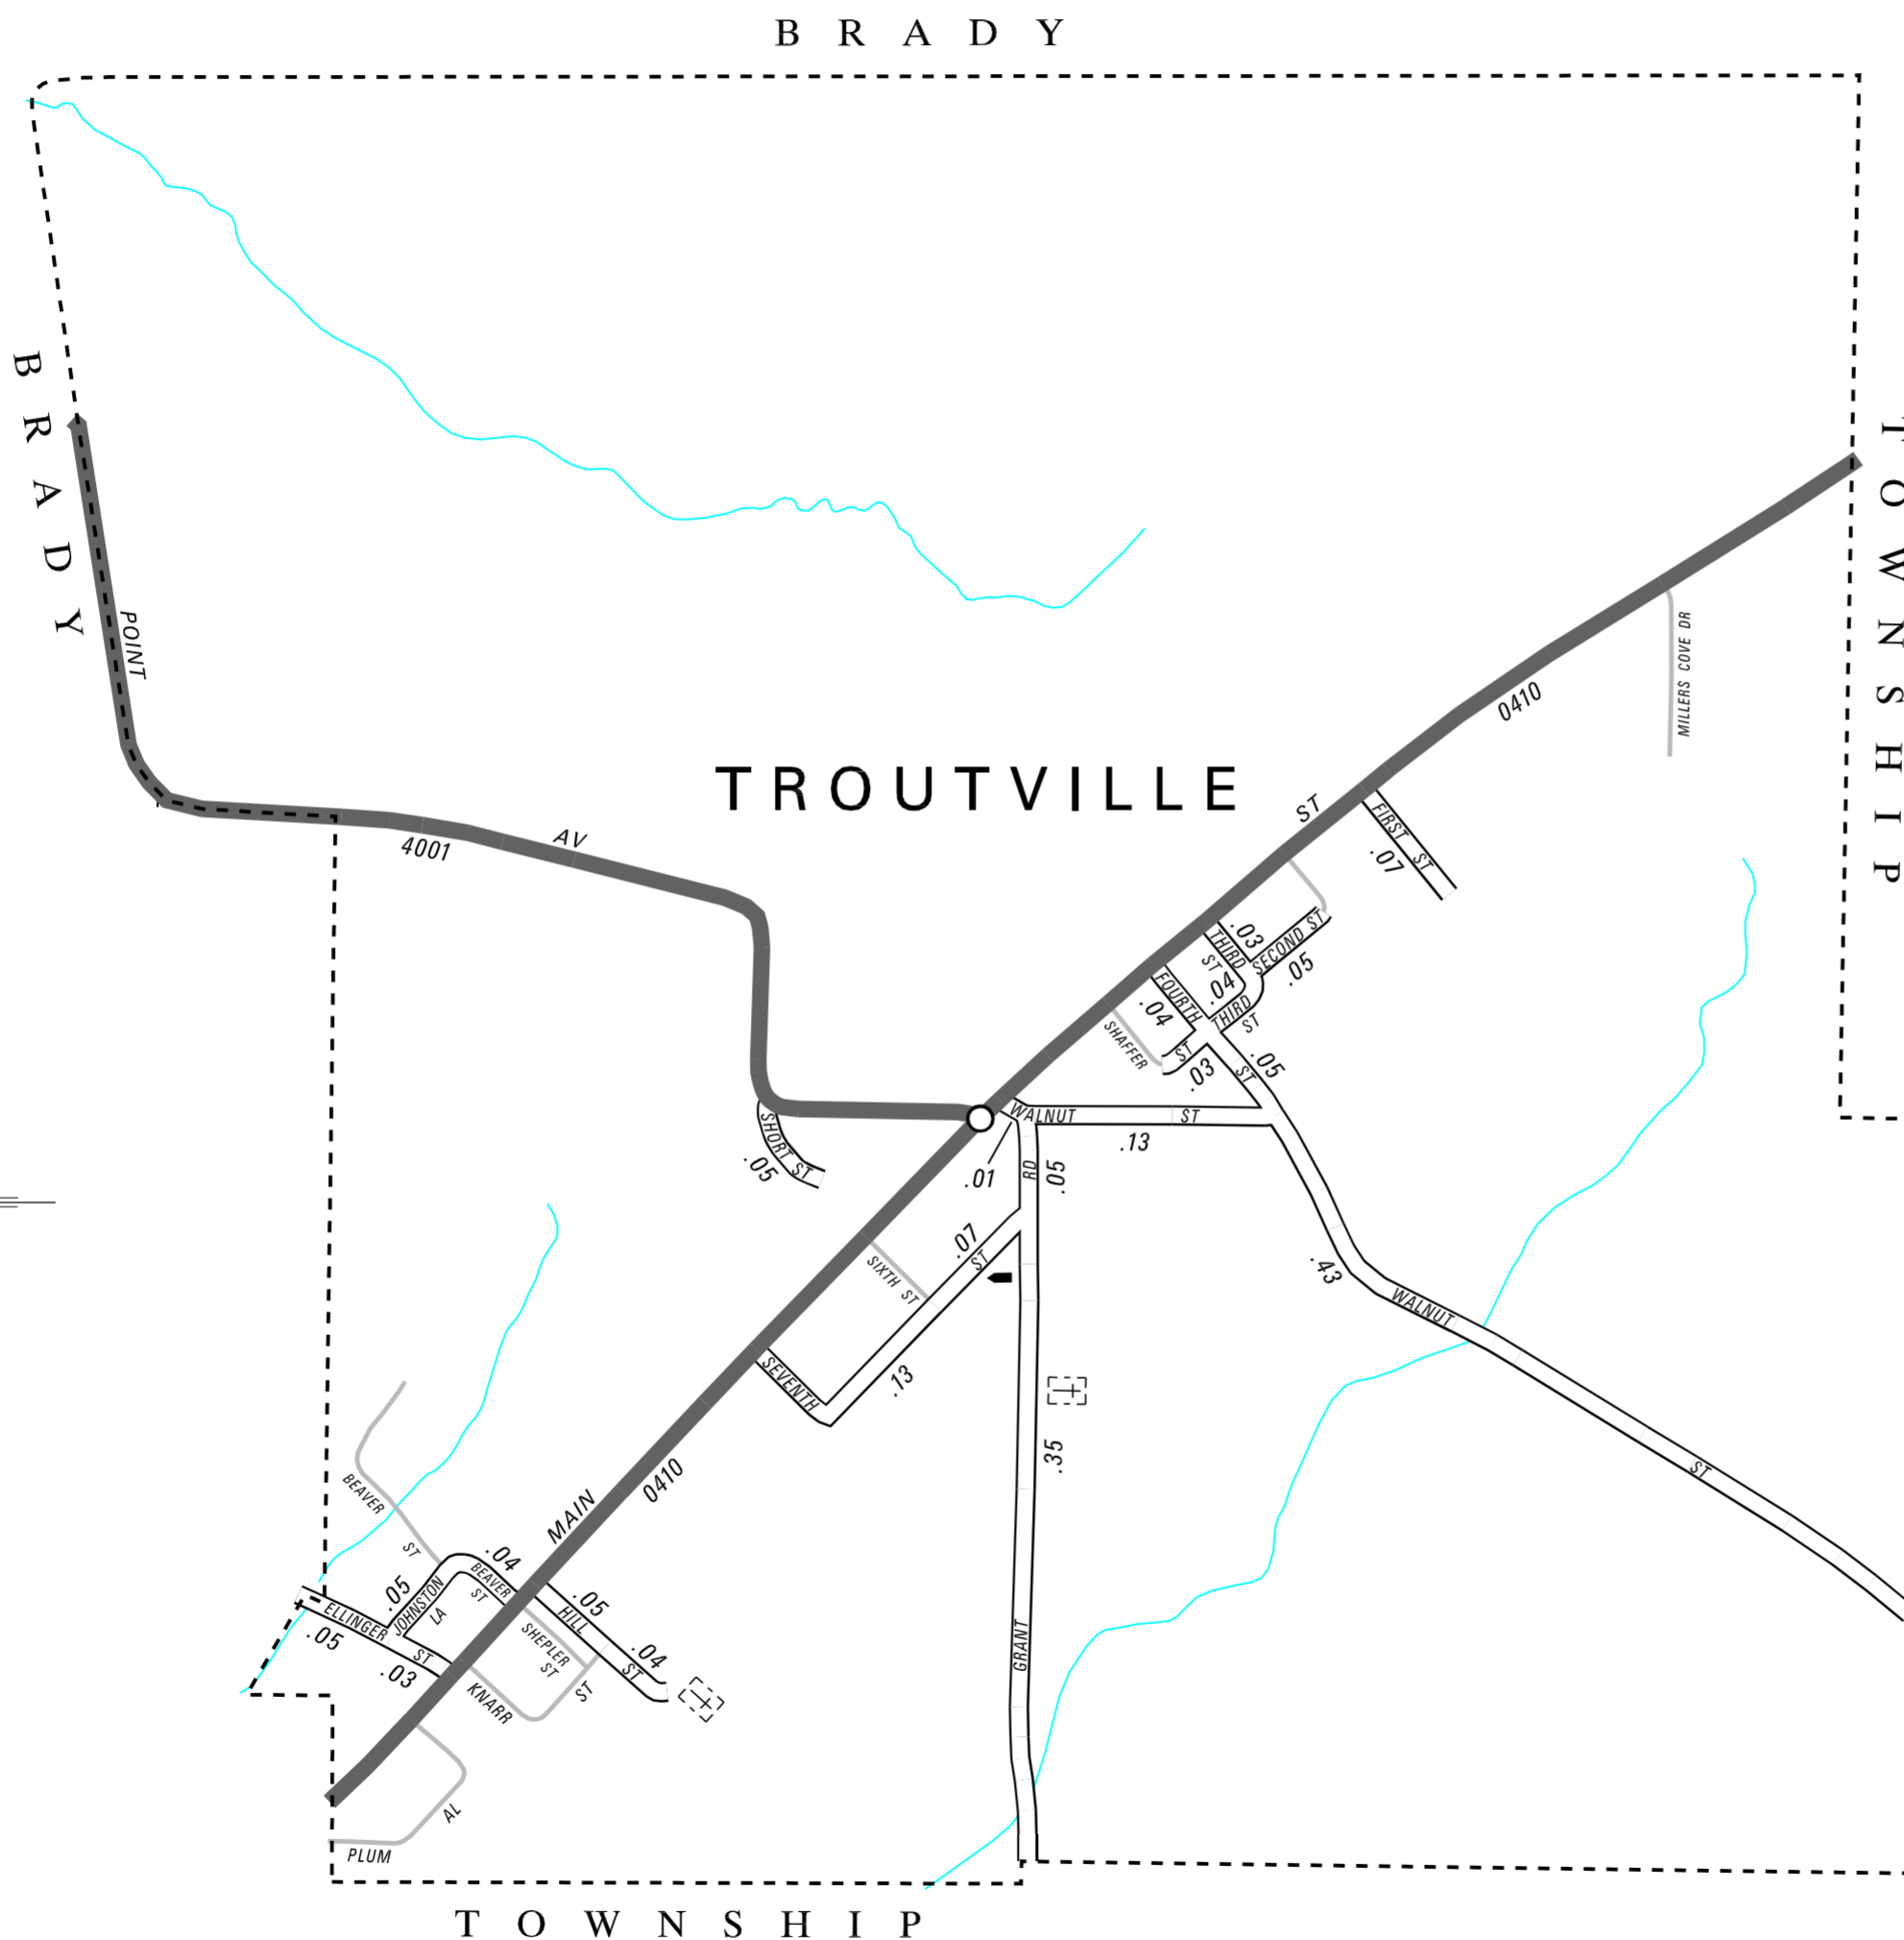 BRADY
BRADY
TOWNSHIP
POINT
MILLERS COVE DR
0410
TROUTVILLE
ST
4001
AV
FIRST ST
.07
.03
SECOND ST
.05
THIRD ST
.04
THIRD ST
FOURTH ST
.04
SHAFFER
.03
ST
.05
WALNUT ST
.13
.01
SHORT ST
.05
RD
.05
.07
ST
SIXTH ST
.43
WALNUT
ST
SEVENTH
.13
.35
GRANT
0410
MAIN
BEAVER ST
.04
BEAVER ST
.05
JOHNSTON LA
.05
HILL ST
.04
ELLINGER ST
.05
.03
SHEPLER ST
KNARR ST
PLUM AL
TOWNSHIP